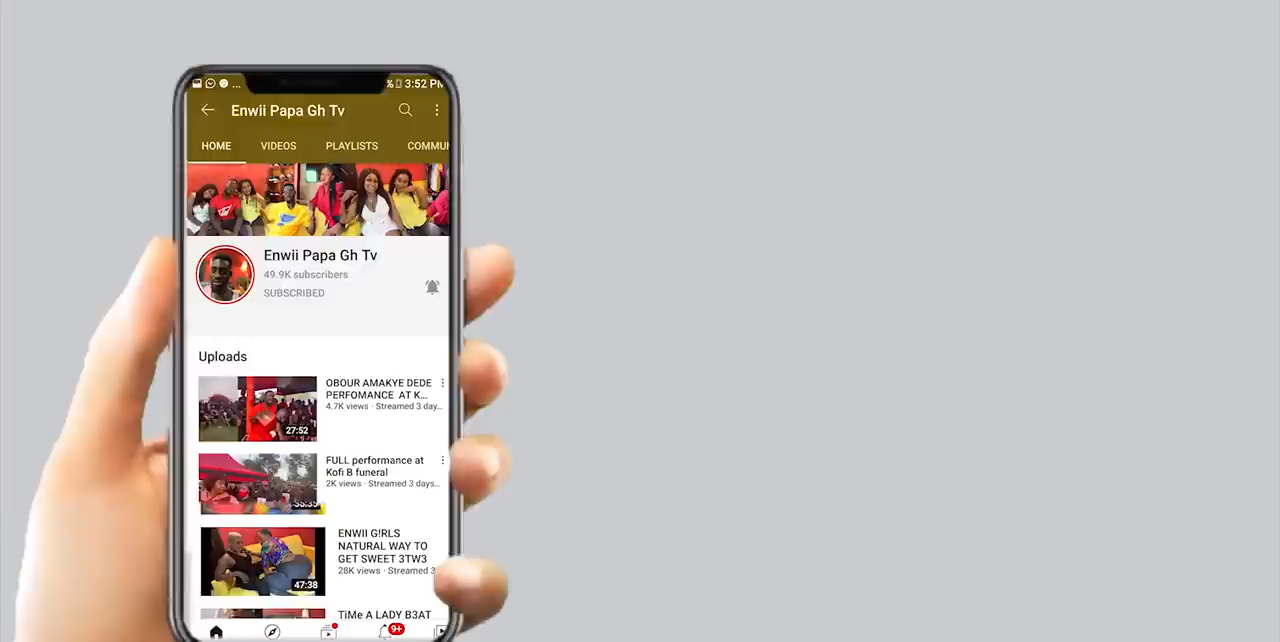 ... % 3:52 PM
Enwii Papa Gh Tv
HOME VIDEOS PLAYLISTS COMMUN
Enwii Papa Gh Tv
49.9K subscribers
SUBSCRIBED
Uploads
OBOUR AMAKYE DEDE
PERFOMANCE AT K...
4.7K views · Streamed 3 day...
27:52
FULL performance at
Kofi B funeral
2K views · Streamed 3 days...
35:35
ENWII G!RLS
NATURAL WAY TO
GET SWEET 3TW3
28K views · Streamed 3
47:38
TiMe A LADY B3AT
9+